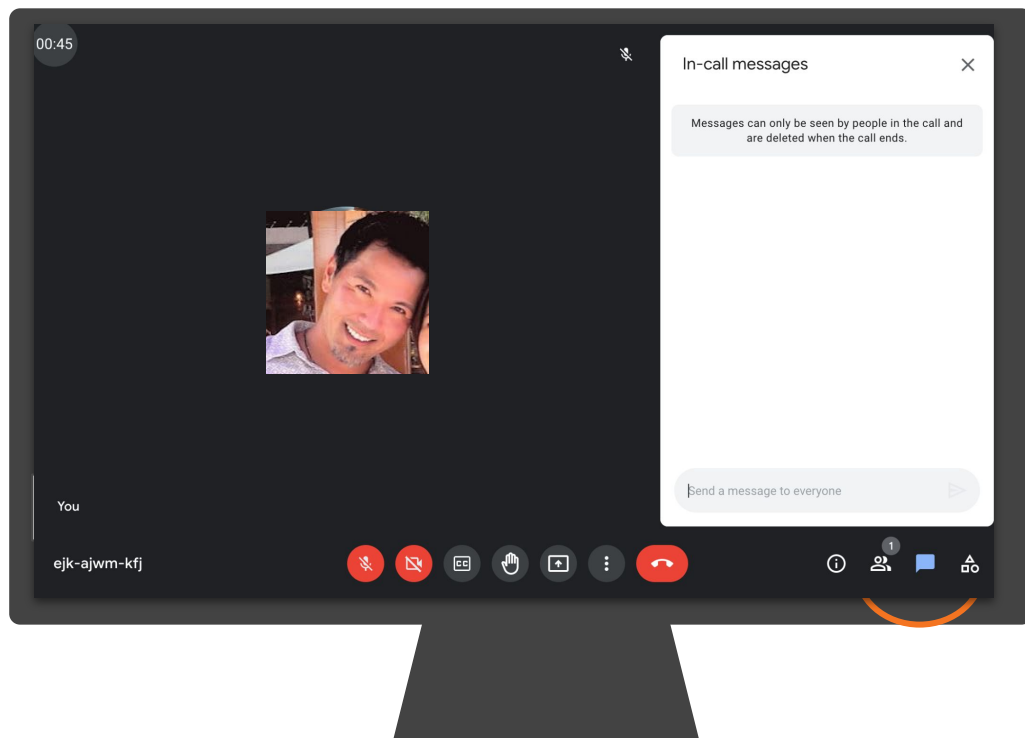 00:45
In-call messages
Messages can only be seen by people in the call and
are deleted when the call ends.
Send a message to everyone
You
ejk-ajwm-kfj
CC
1